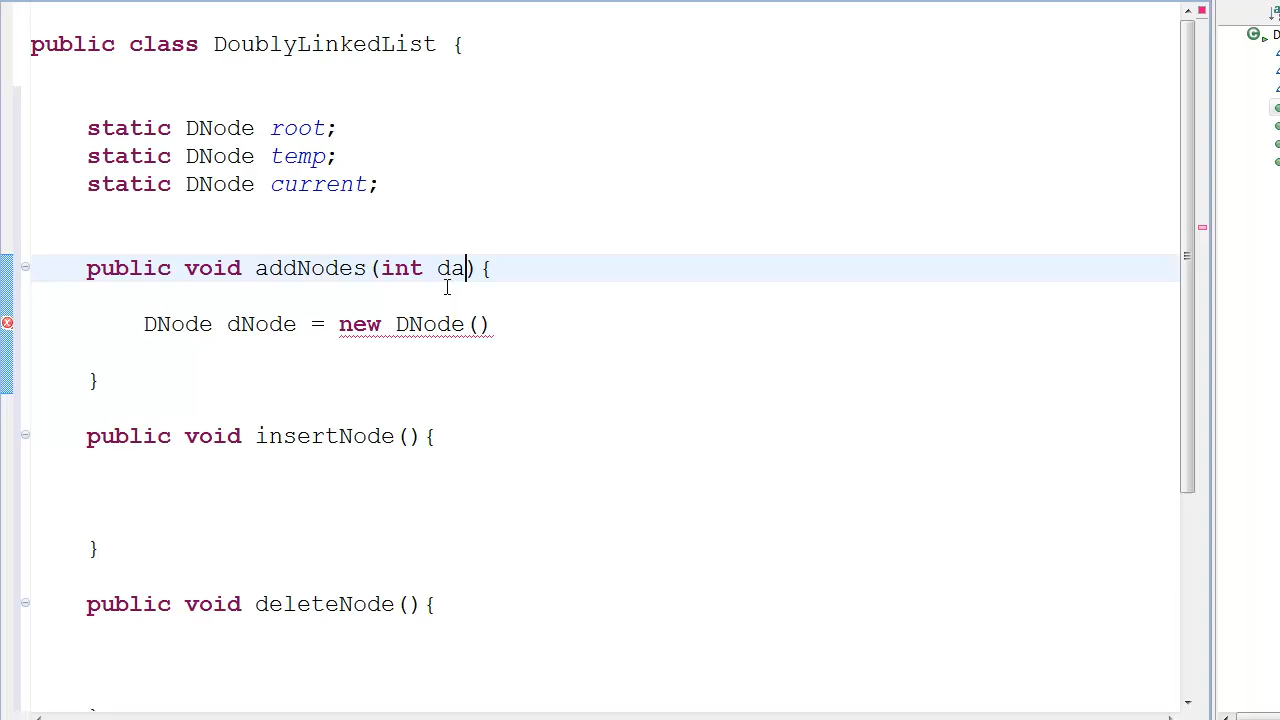 public class DoublyLinkedList {
static DNode root;
static DNode temp;
static DNode current;
public void addNodes(int da){
DNode dNode = new DNode()
}
public void insertNode(){
}
public void deleteNode(){